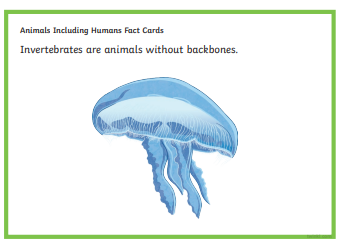 Animals Including Humans Fact Cards
Invertebrates are animals without backbones.